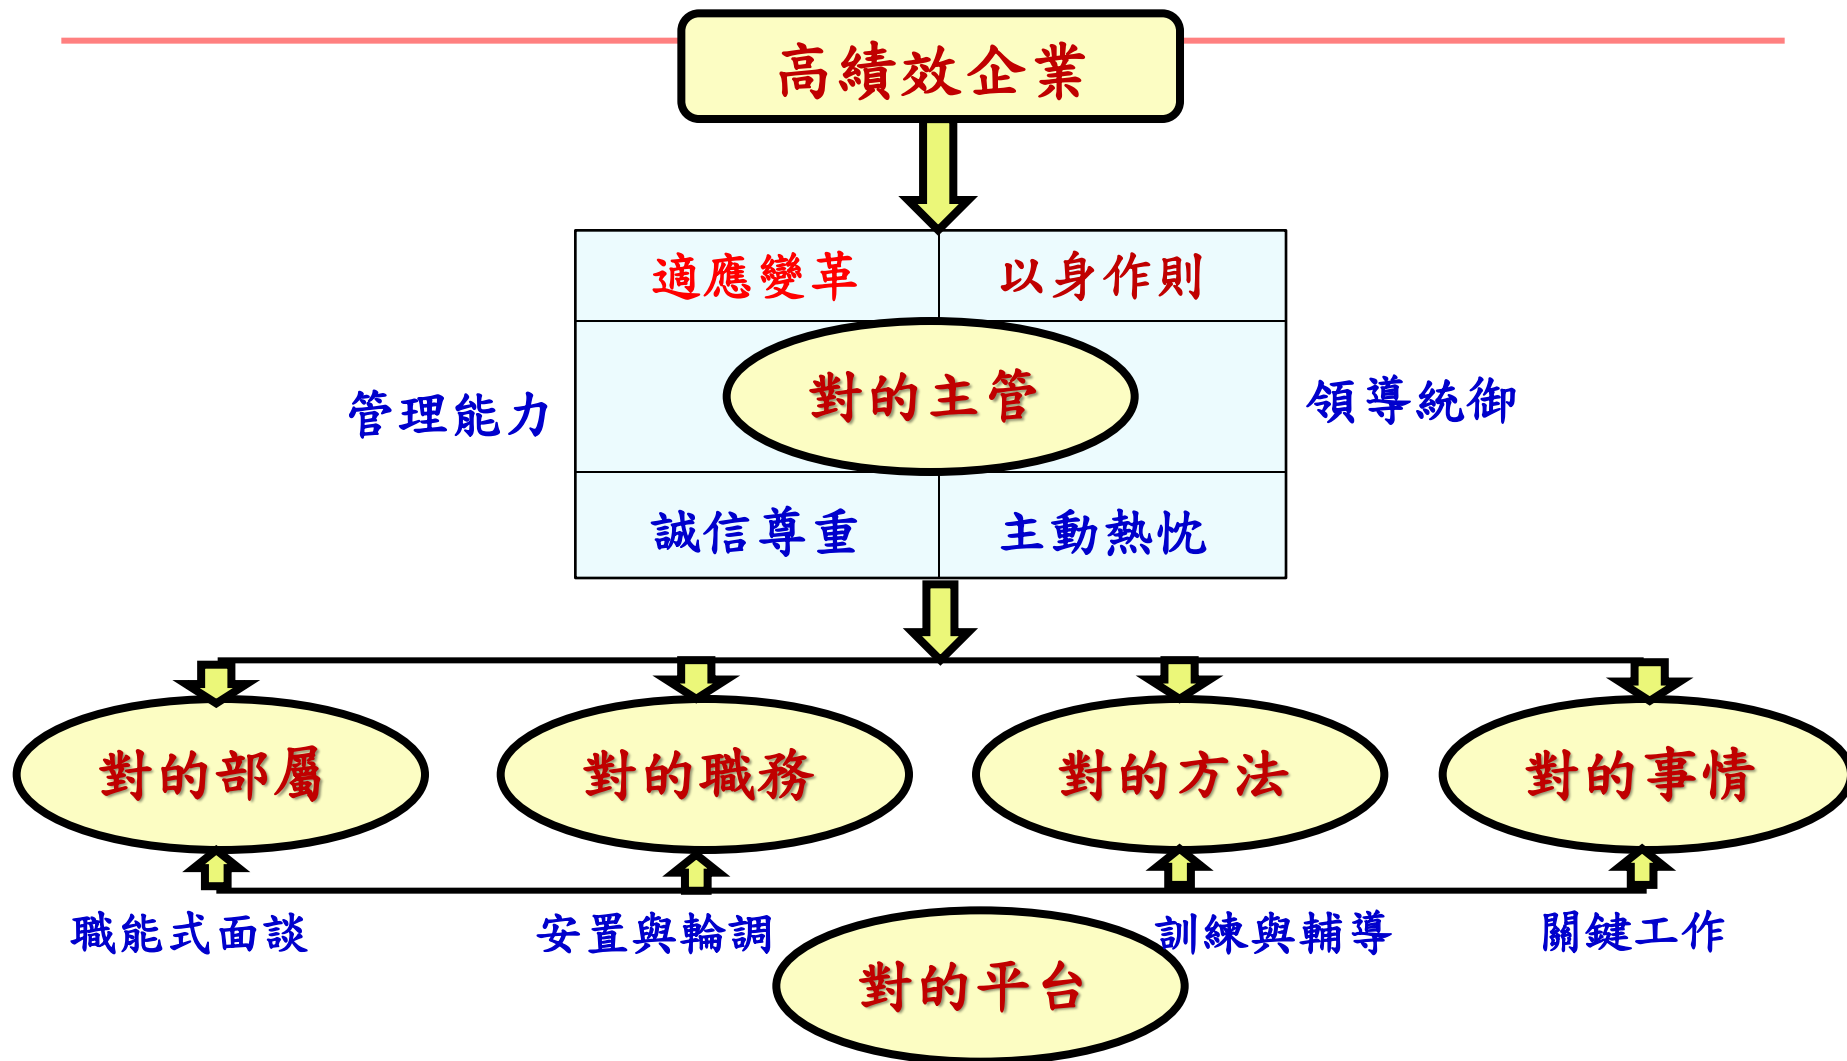 高績效企業
適應變革
以身作則
管理能力
對的主管
領導統御
誠信尊重
主動熱忱
對的部屬
對的職務
對的方法
對的事情
職能式面談
安置與輪調
訓練與輔導
關鍵工作
對的平台